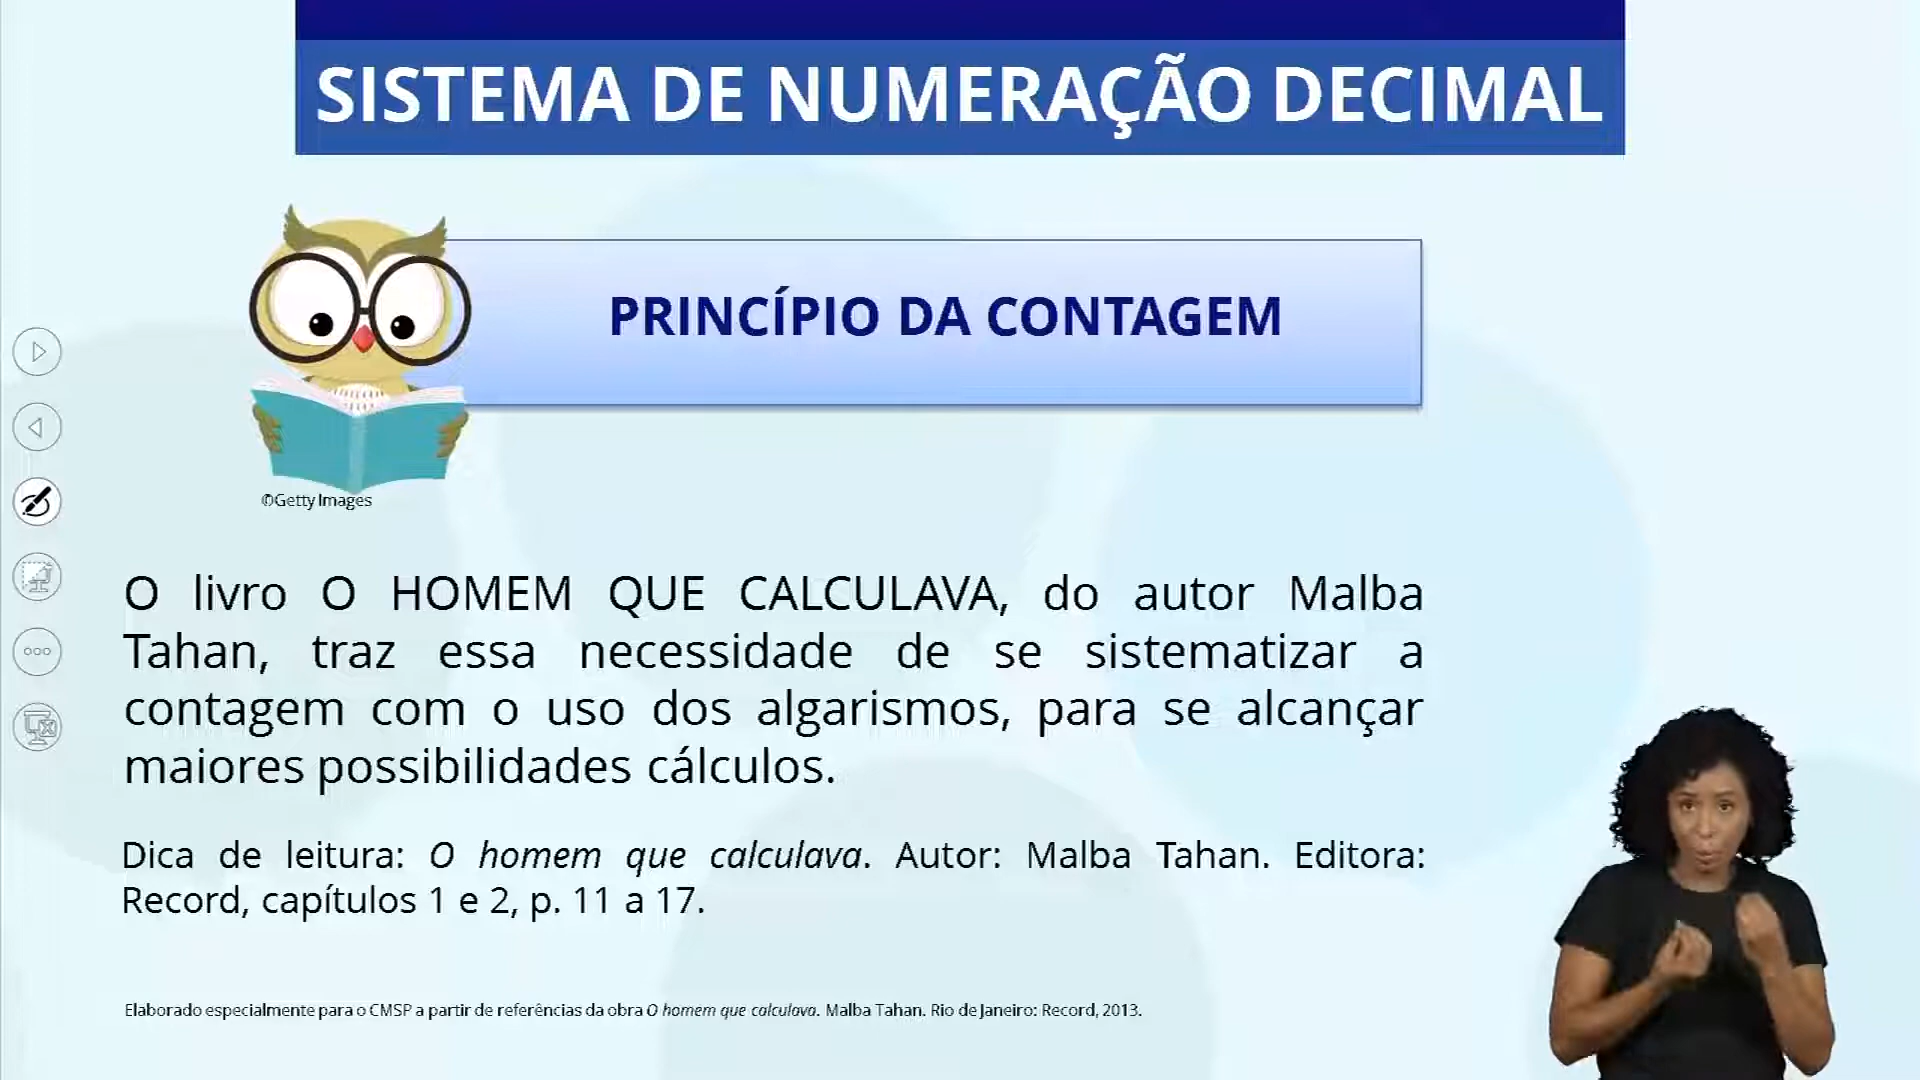 SISTEMA DE NUMERAÇÃO DECIMAL
PRINCÍPIO DA CONTAGEM
©Getty Images
O livro O HOMEM QUE CALCULAVA, do autor Malba
Tahan, traz essa necessidade de se sistematizar a
contagem com o uso dos algarismos, para se alcançar
maiores possibilidades cálculos.
Dica de leitura: O homem que calculava. Autor: Malba Tahan. Editora:
Record, capítulos 1 e 2, p. 11 a 17.
Elaborado especialmente para o CMSP a partir de referências da obra O homem que calculava. Malba Tahan. Rio de Janeiro: Record, 2013.